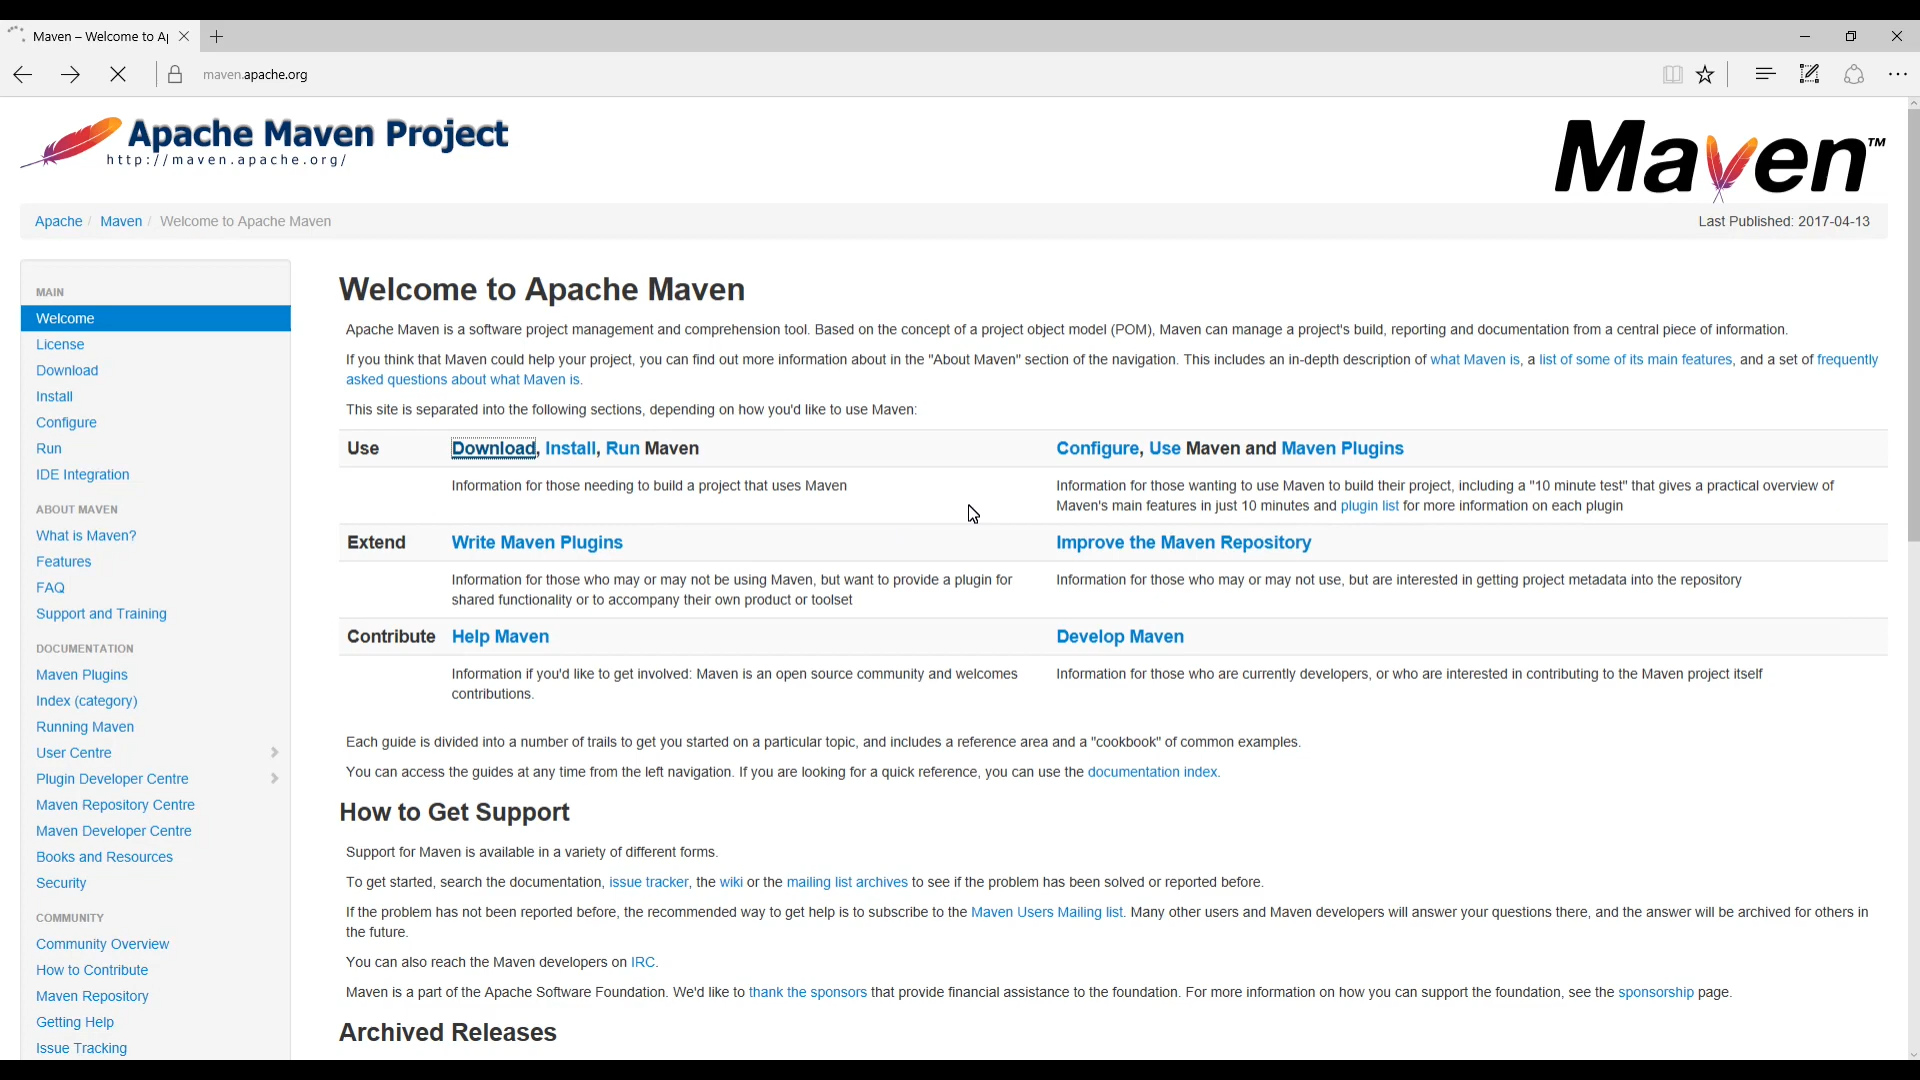 Maven – Welcome to A
maven.apache.org
Apache Maven Project
http://maven.apache.org/
Maven™
Apache / Maven / Welcome to Apache Maven
Last Published: 2017-04-13
MAIN
Welcome
License
Download
Install
Configure
Run
IDE Integration
ABOUT MAVEN
What is Maven?
Features
FAQ
Support and Training
DOCUMENTATION
Maven Plugins
Index (category)
Running Maven
User Centre
Plugin Developer Centre
Maven Repository Centre
Maven Developer Centre
Books and Resources
Security
COMMUNITY
Community Overview
How to Contribute
Maven Repository
Getting Help
Issue Tracking
Welcome to Apache Maven
Apache Maven is a software project management and comprehension tool. Based on the concept of a project object model (POM), Maven can manage a project's build, reporting and documentation from a central piece of information.
If you think that Maven could help your project, you can find out more information about in the "About Maven" section of the navigation. This includes an in-depth description of what Maven is, a list of some of its main features, and a set of frequently
asked questions about what Maven is.
This site is separated into the following sections, depending on how you'd like to use Maven:
Use
Download, Install, Run Maven
Configure, Use Maven and Maven Plugins
Information for those needing to build a project that uses Maven
Information for those wanting to use Maven to build their project, including a "10 minute test" that gives a practical overview of
Maven's main features in just 10 minutes and plugin list for more information on each plugin
Extend
Write Maven Plugins
Improve the Maven Repository
Information for those who may or may not be using Maven, but want to provide a plugin for
shared functionality or to accompany their own product or toolset
Information for those who may or may not use, but are interested in getting project metadata into the repository
Contribute
Help Maven
Develop Maven
Information if you'd like to get involved: Maven is an open source community and welcomes
contributions.
Information for those who are currently developers, or who are interested in contributing to the Maven project itself
Each guide is divided into a number of trails to get you started on a particular topic, and includes a reference area and a "cookbook" of common examples.
You can access the guides at any time from the left navigation. If you are looking for a quick reference, you can use the documentation index.
How to Get Support
Support for Maven is available in a variety of different forms.
To get started, search the documentation, issue tracker, the wiki or the mailing list archives to see if the problem has been solved or reported before.
If the problem has not been reported before, the recommended way to get help is to subscribe to the Maven Users Mailing list. Many other users and Maven developers will answer your questions there, and the answer will be archived for others in
the future.
You can also reach the Maven developers on IRC.
Maven is a part of the Apache Software Foundation. We'd like to thank the sponsors that provide financial assistance to the foundation. For more information on how you can support the foundation, see the sponsorship page.
Archived Releases